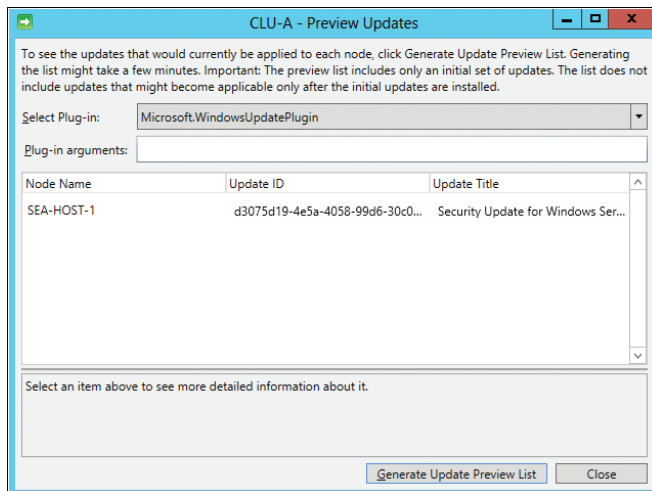 CLU-A - Preview Updates
To see the updates that would currently be applied to each node, click Generate Update Preview List. Generating
the list might take a few minutes. Important: The preview list includes only an initial set of updates. The list does not
include updates that might become applicable only after the initial updates are installed.
Select Plug-in: Microsoft.WindowsUpdatePlugin
Plug-in arguments:
Node Name Update ID Update Title
SEA-HOST-1 d3075d19-4e5a-4058-99d6-30c0... Security Update for Windows Ser...
Select an item above to see more detailed information about it.
Generate Update Preview List Close